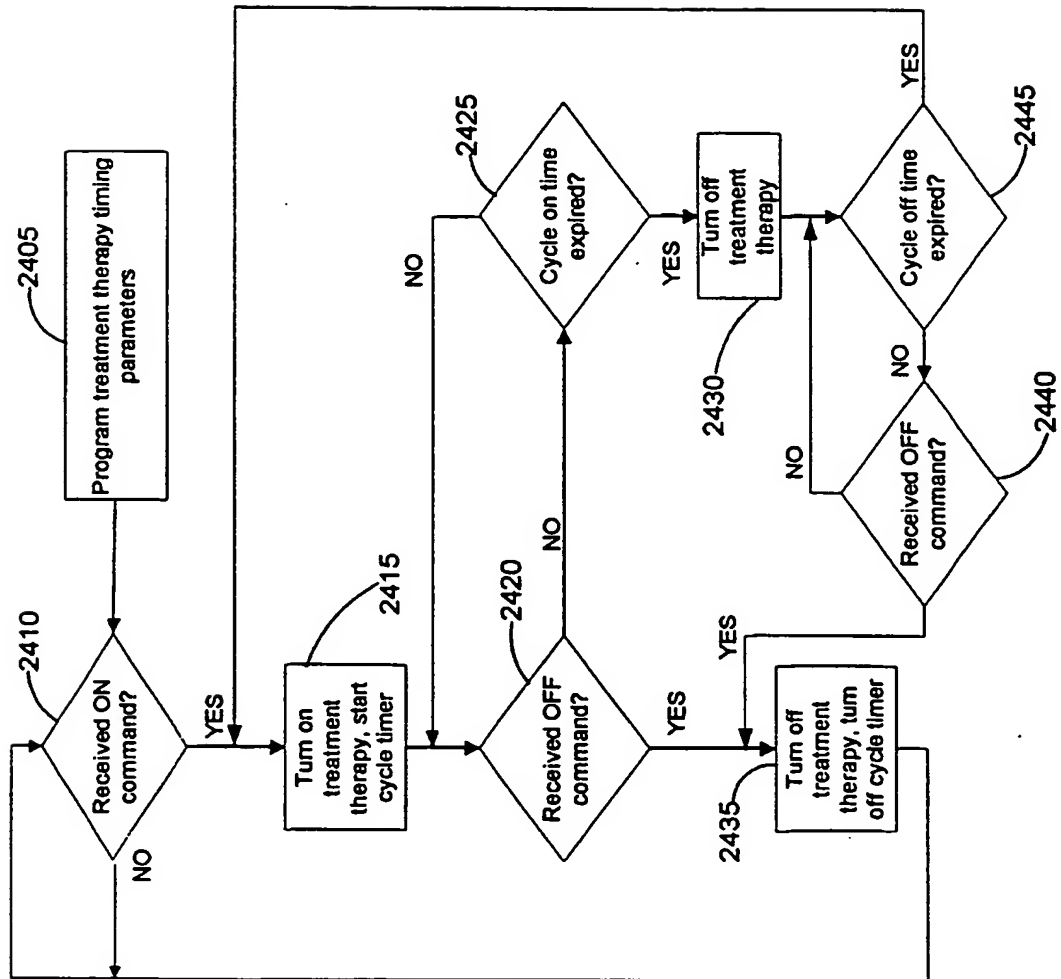 2405
Program treatment therapy timing
parameters
2410
Received ON
command?
NO
YES
2415
Turn on
treatment
therapy, start
cycle timer
2420
Received OFF
command?
NO
YES
2425
Cycle on time
expired?
NO
YES
2430
Turn off
treatment
therapy
2445
Cycle off time
expired?
YES
NO
2440
Received OFF
command?
NO
YES
2435
Turn off
treatment
therapy, turn
off cycle timer